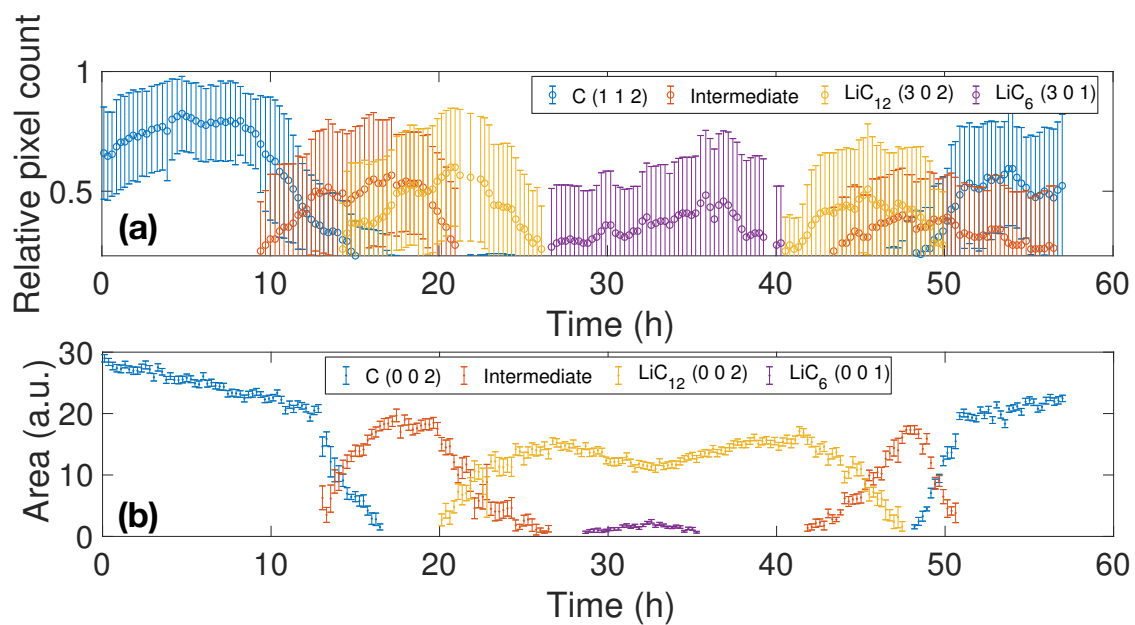 Relative pixel count
1
0.5
C (1 1 2) Intermediate LiC12 (3 0 2) LiC6 (3 0 1)
(a)
0 10 20 30 40 50 60
Time (h)
Area (a.u.)
30
20
10
0
C (0 0 2) Intermediate LiC12 (0 0 2) LiC6 (0 0 1)
(b)
0 10 20 30 40 50 60
Time (h)